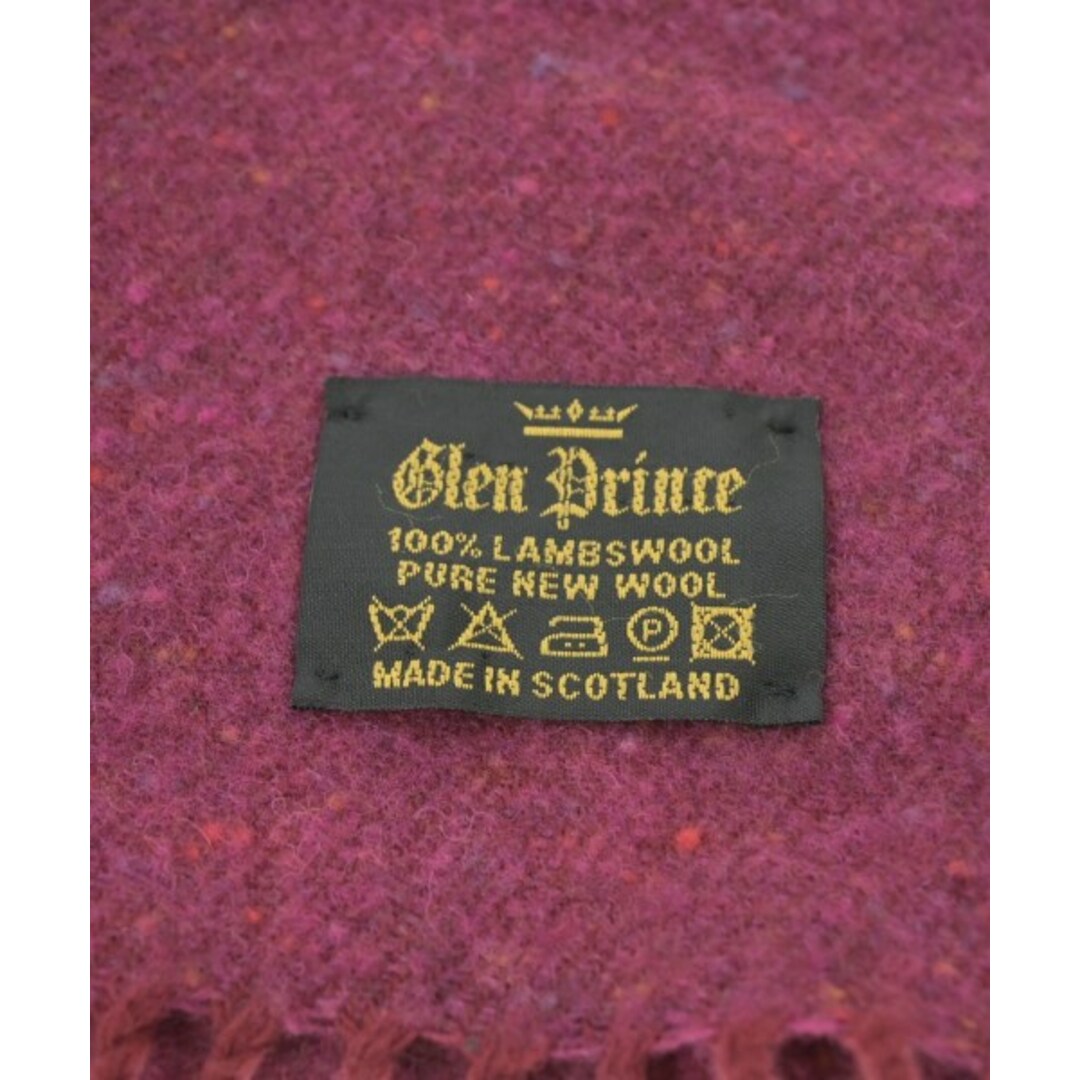 Glen Prince
100% LAMBSWOOL
PURE NEW WOOL
P
MADE IN SCOTLAND